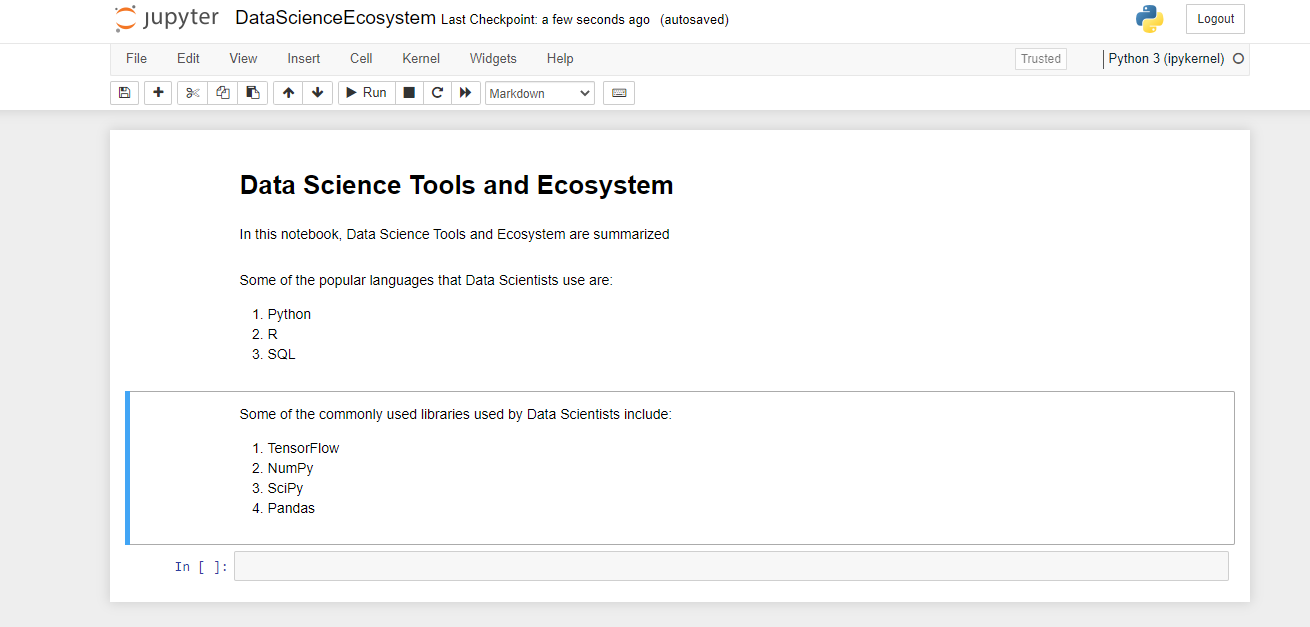 jupyter DataScienceEcosystem Last Checkpoint: a few seconds ago (autosaved) Logout
File Edit View Insert Cell Kernel Widgets Help Trusted Python 3 (ipykernel)
Run Markdown
Data Science Tools and Ecosystem
In this notebook, Data Science Tools and Ecosystem are summarized
Some of the popular languages that Data Scientists use are:
1. Python
2. R
3. SQL
Some of the commonly used libraries used by Data Scientists include:
1. TensorFlow
2. NumPy
3. SciPy
4. Pandas
In [ ]: